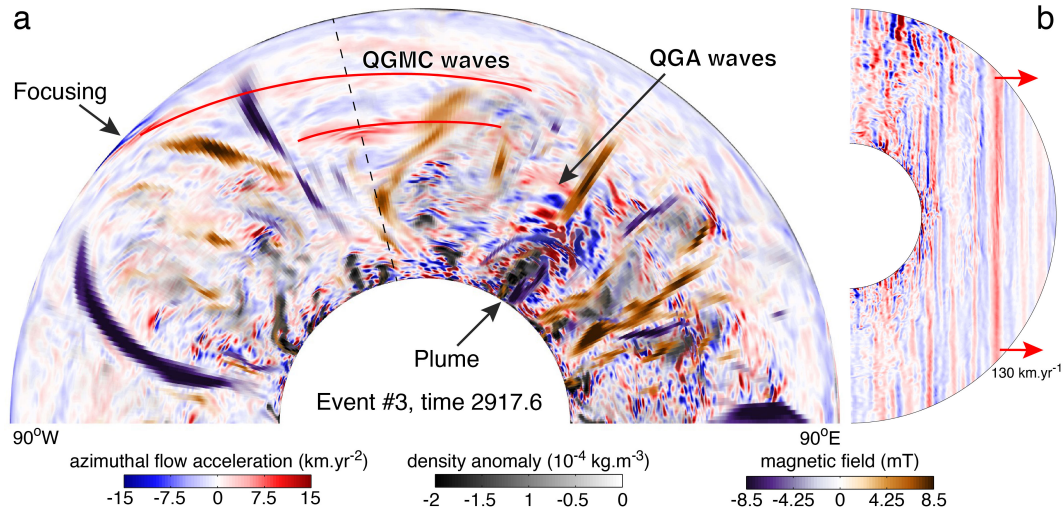 a
b
QGMC waves
QGA waves
Focusing
Plume
Event #3, time 2917.6
130 km.yr-1
90oW
90oE
azimuthal flow acceleration (km.yr-2)
-15 -7.5 0 7.5 15
density anomaly (10-4 kg.m-3)
-2 -1.5 1 -0.5 0
magnetic field (mT)
-8.5 -4.25 0 4.25 8.5